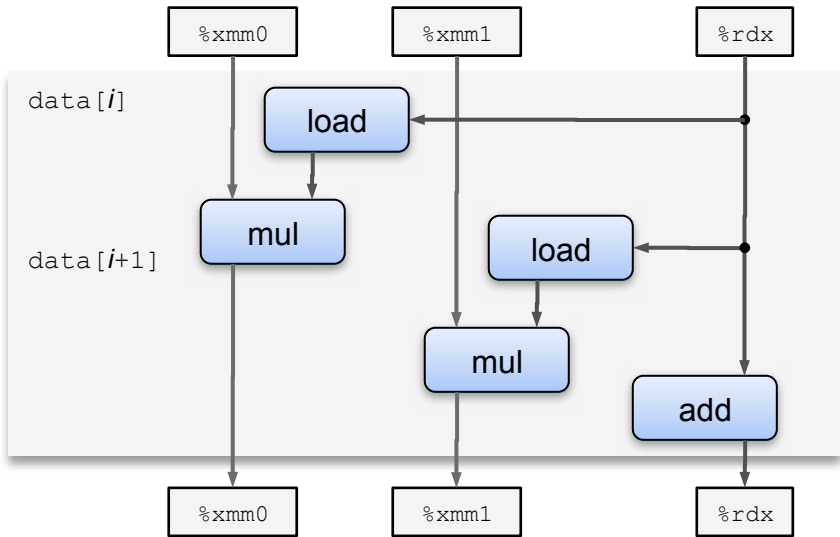 %xmm0 %xmm1 %rdx
data[i]
load
mul
load
data[i+1]
mul
add
%xmm0 %xmm1 %rdx